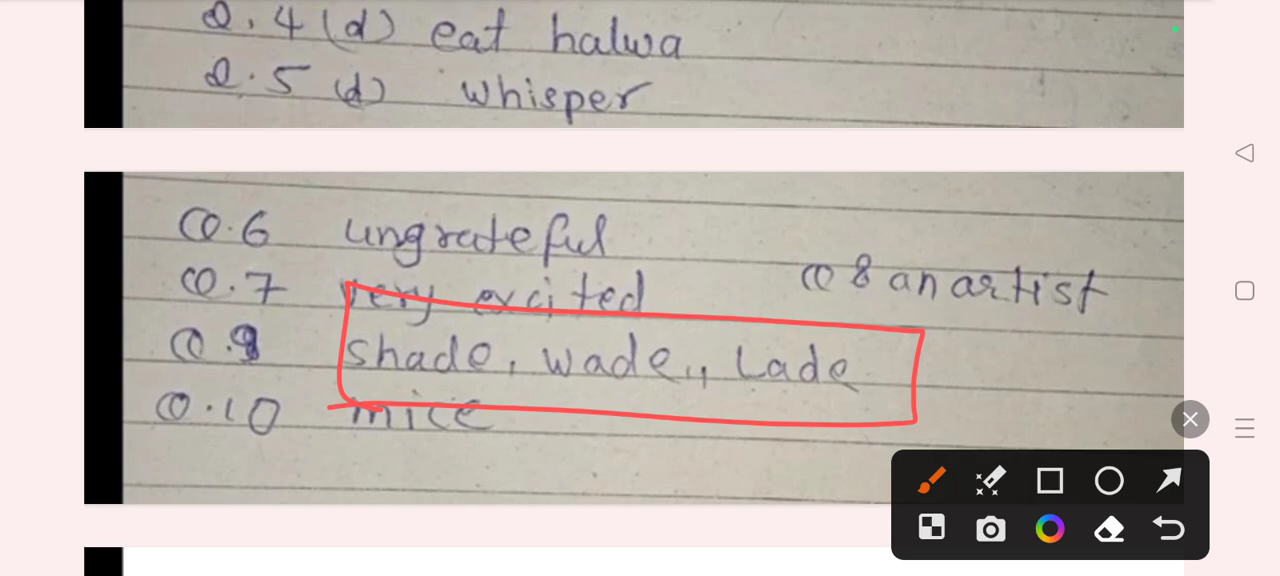 Q. 4 (d) eat halwa
Q. 5 (d) whisper
Q. 6 ungrateful
Q. 7 very excited
Q 8 an artist
Q. 9 shade, wade,, Lade
Q. 10 mice